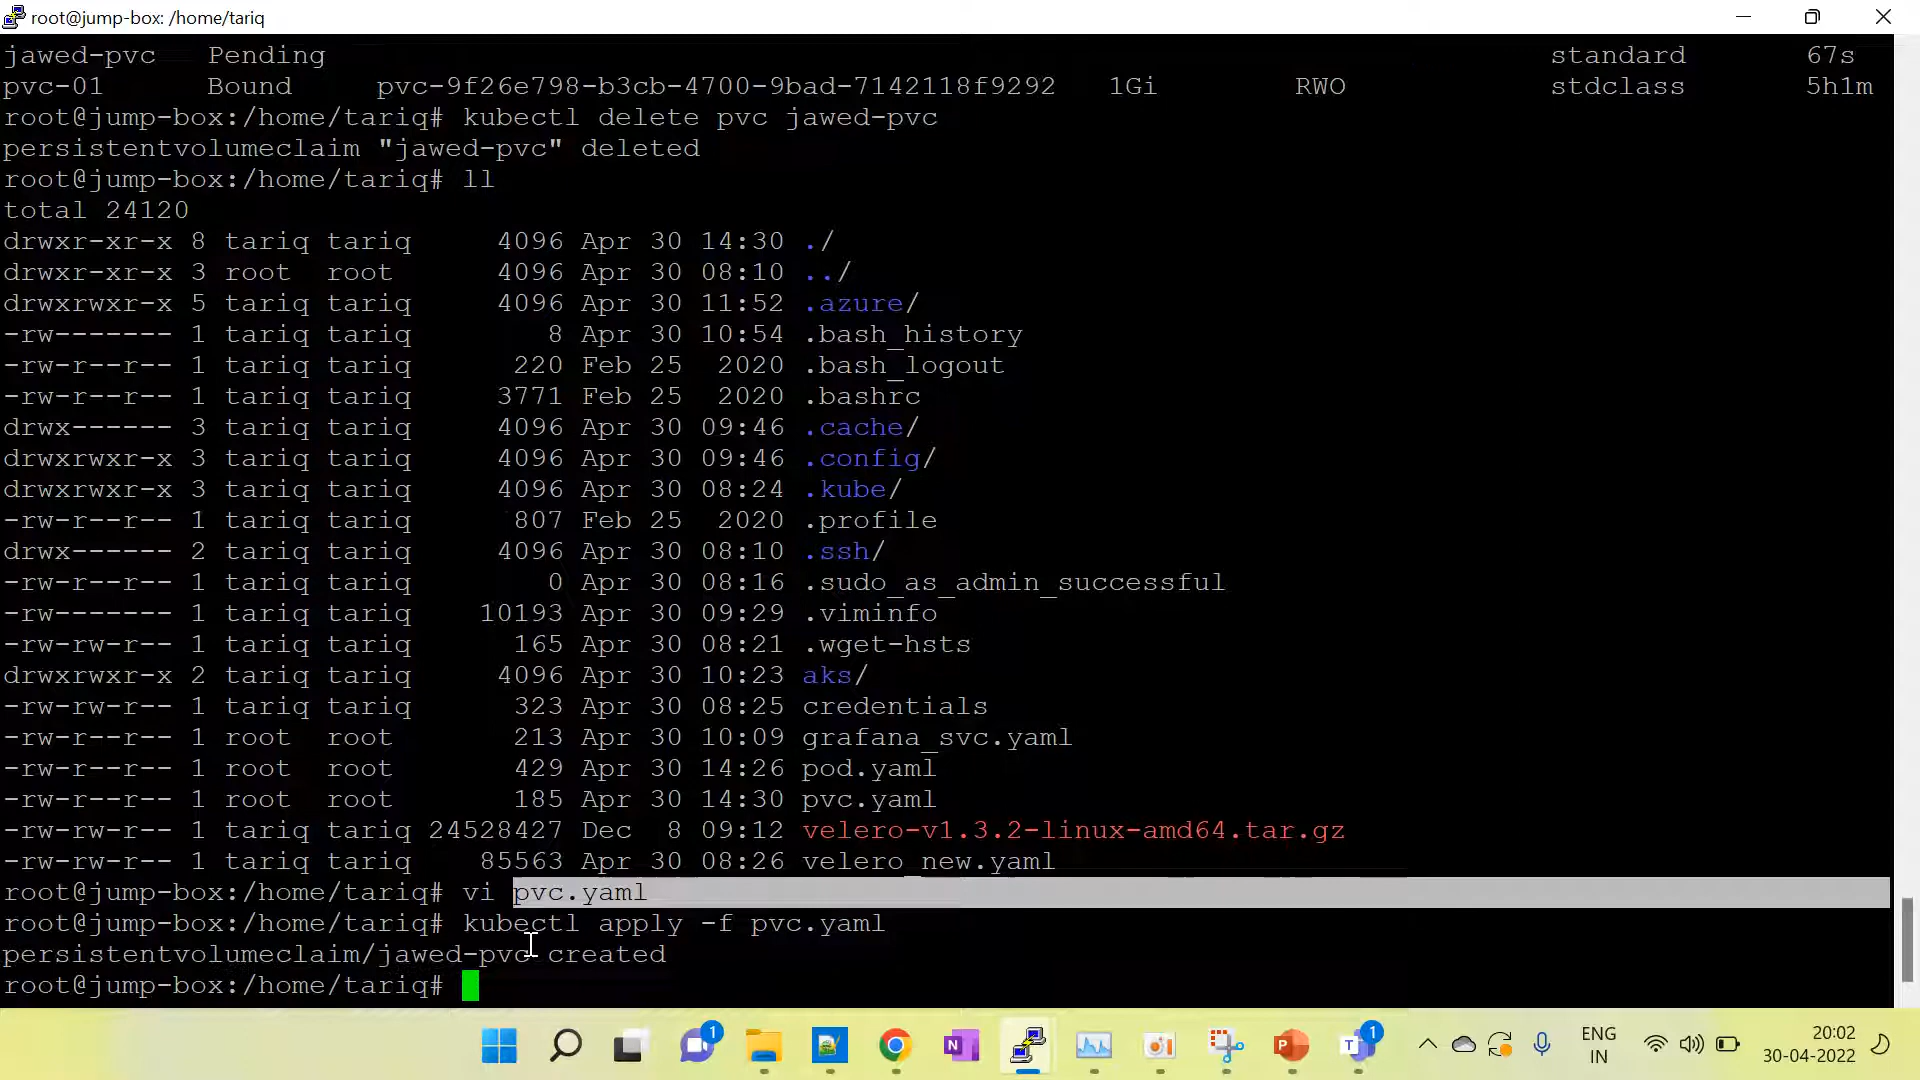 root@jump-box: /home/tariq
jawed-pvc Pending standard 67s
pvc-01 Bound pvc-9f26e798-b3cb-4700-9bad-7142118f9292 1Gi RWO stdclass 5h1m
root@jump-box:/home/tariq# kubectl delete pvc jawed-pvc
persistentvolumeclaim "jawed-pvc" deleted
root@jump-box:/home/tariq# ll
total 24120
drwxr-xr-x 8 tariq tariq 4096 Apr 30 14:30 ./
drwxr-xr-x 3 root root 4096 Apr 30 08:10 ../
drwxrwxr-x 5 tariq tariq 4096 Apr 30 11:52 .azure/
-rw------- 1 tariq tariq 8 Apr 30 10:54 .bash_history
-rw-r--r-- 1 tariq tariq 220 Feb 25 2020 .bash_logout
-rw-r--r-- 1 tariq tariq 3771 Feb 25 2020 .bashrc
drwx------ 3 tariq tariq 4096 Apr 30 09:46 .cache/
drwxrwxr-x 3 tariq tariq 4096 Apr 30 09:46 .config/
drwxrwxr-x 3 tariq tariq 4096 Apr 30 08:24 .kube/
-rw-r--r-- 1 tariq tariq 807 Feb 25 2020 .profile
drwx------ 2 tariq tariq 4096 Apr 30 08:10 .ssh/
-rw-r--r-- 1 tariq tariq 0 Apr 30 08:16 .sudo_as_admin_successful
-rw------- 1 tariq tariq 10193 Apr 30 09:29 .viminfo
-rw-rw-r-- 1 tariq tariq 165 Apr 30 08:21 .wget-hsts
drwxrwxr-x 2 tariq tariq 4096 Apr 30 10:23 aks/
-rw-rw-r-- 1 tariq tariq 323 Apr 30 08:25 credentials
-rw-r--r-- 1 root root 213 Apr 30 10:09 grafana_svc.yaml
-rw-r--r-- 1 root root 429 Apr 30 14:26 pod.yaml
-rw-r--r-- 1 root root 185 Apr 30 14:30 pvc.yaml
-rw-rw-r-- 1 tariq tariq 24528427 Dec 8 09:12 velero-v1.3.2-linux-amd64.tar.gz
-rw-rw-r-- 1 tariq tariq 85563 Apr 30 08:26 velero_new.yaml
root@jump-box:/home/tariq# vi pvc.yaml
root@jump-box:/home/tariq# kubectl apply -f pvc.yaml
persistentvolumeclaim/jawed-pvc created
root@jump-box:/home/tariq#
1
N
P
T
1
ENG
IN
20:02
30-04-2022